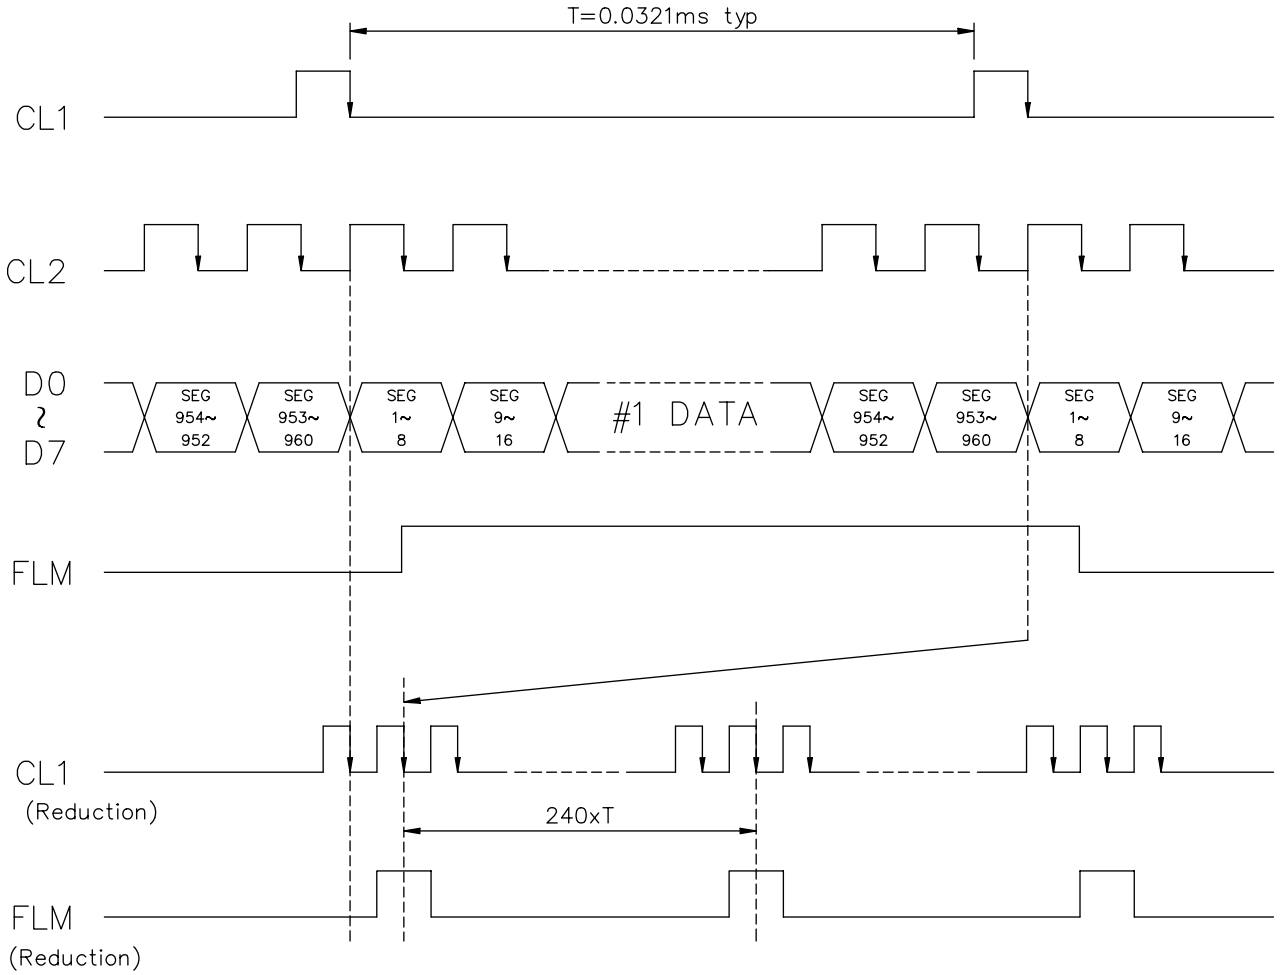 T=0.0321ms typ
CL1
CL2
D0
~
D7
SEG
954~
952
SEG
953~
960
SEG
1~
8
SEG
9~
16
#1 DATA
SEG
954~
952
SEG
953~
960
SEG
1~
8
SEG
9~
16
FLM
CL1
(Reduction)
240xT
FLM
(Reduction)